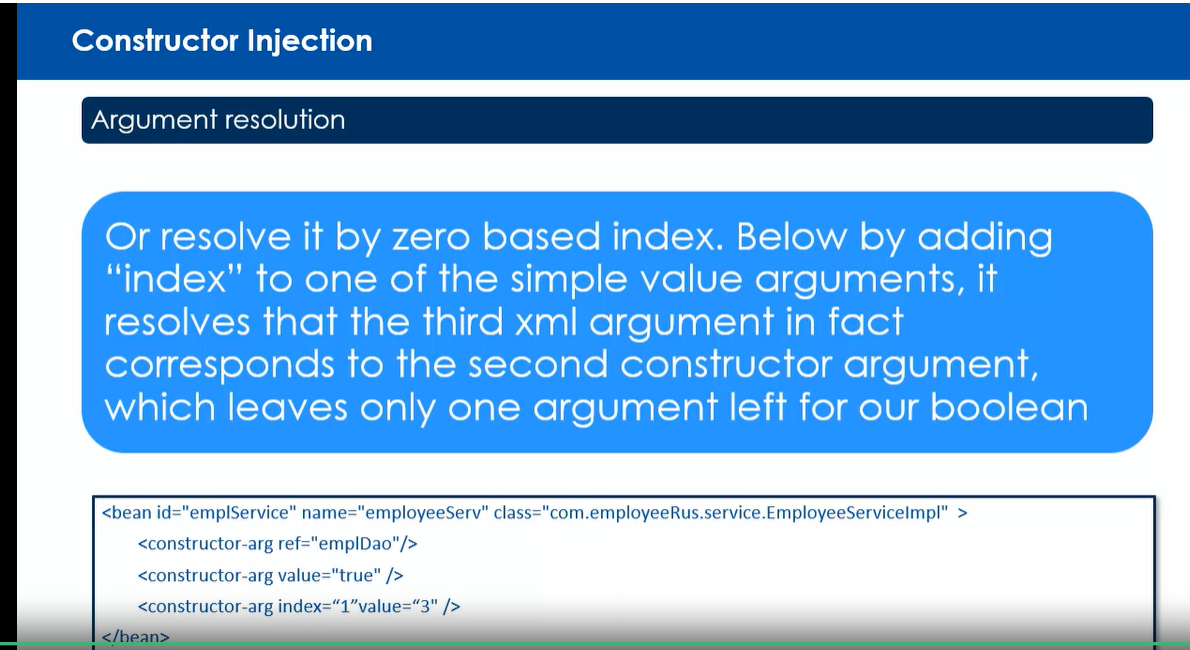 Constructor Injection
Argument resolution
Or resolve it by zero based index. Below by adding
“index” to one of the simple value arguments, it
resolves that the third xml argument in fact
corresponds to the second constructor argument,
which leaves only one argument left for our boolean
<bean id="emplService" name="employeeServ" class="com.employeeRus.service.EmployeeServiceImpl" >
<constructor-arg ref="emplDao"/>
<constructor-arg value="true" />
<constructor-arg index=“1”value=“3" />
</bean>